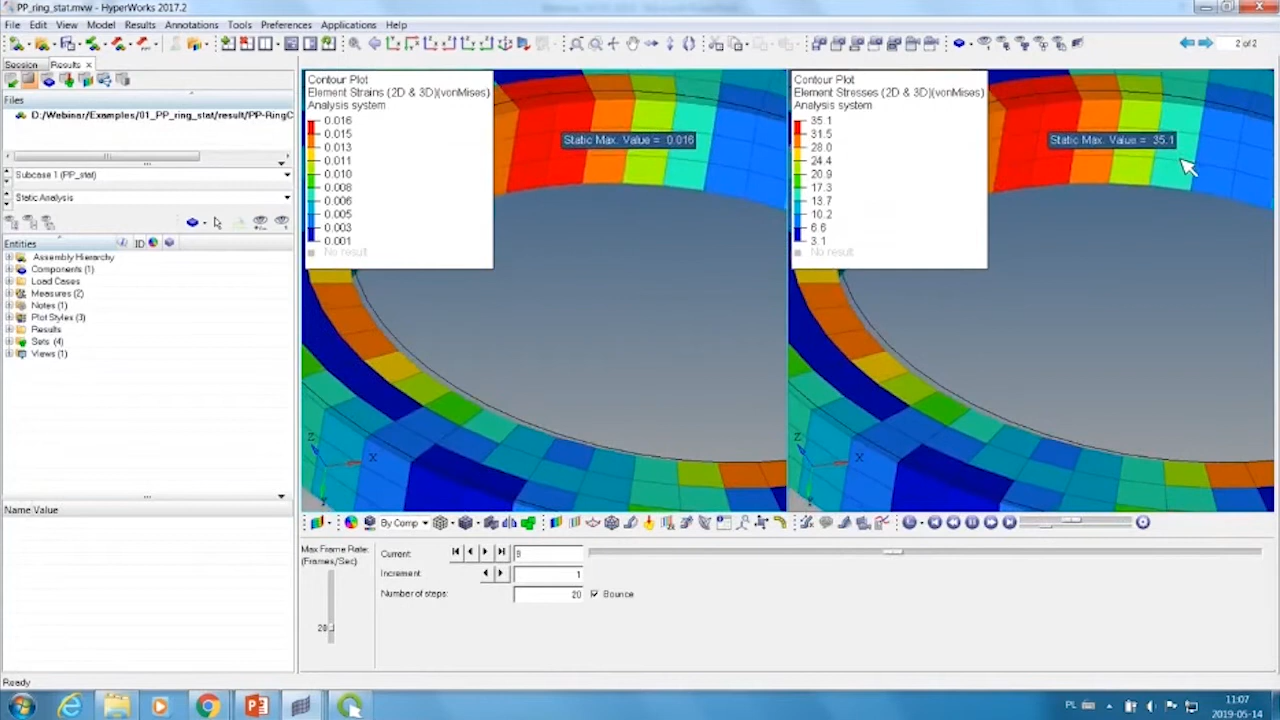 PP_ring_stat.mvw - HyperWorks 2017.2
File Edit View Model Results Annotations Tools Preferences Applications Help
2 of 2
Session Results x
Files
D:/Webinar/Examples/01_PP_ring_stat/result/PP-RingC
Subcase 1 (PP_stat)
Static Analysis
Entities ID
Assembly Hierarchy
Components (1)
Load Cases
Measures (2)
Notes (1)
Plot Styles (3)
Results
Sets (4)
Views (1)
Name Value
Contour Plot
Element Strains (2D & 3D)(vonMises)
Analysis system
0.016
0.015
0.013
0.011
0.010
0.008
0.006
0.005
0.003
0.001
No result
Static Max. Value = 0.016
Z
X
Contour Plot
Element Stresses (2D & 3D)(vonMises)
Analysis system
35.1
31.5
28.0
24.4
20.9
17.3
13.7
10.2
6.6
3.1
No result
Static Max. Value = 35.1
Z
X
By Comp
Max Frame Rate:
(Frames/Sec)
20
Current: 9
Increment: 1
Number of steps: 20 Bounce
Ready
PL
11:07
2019-05-14